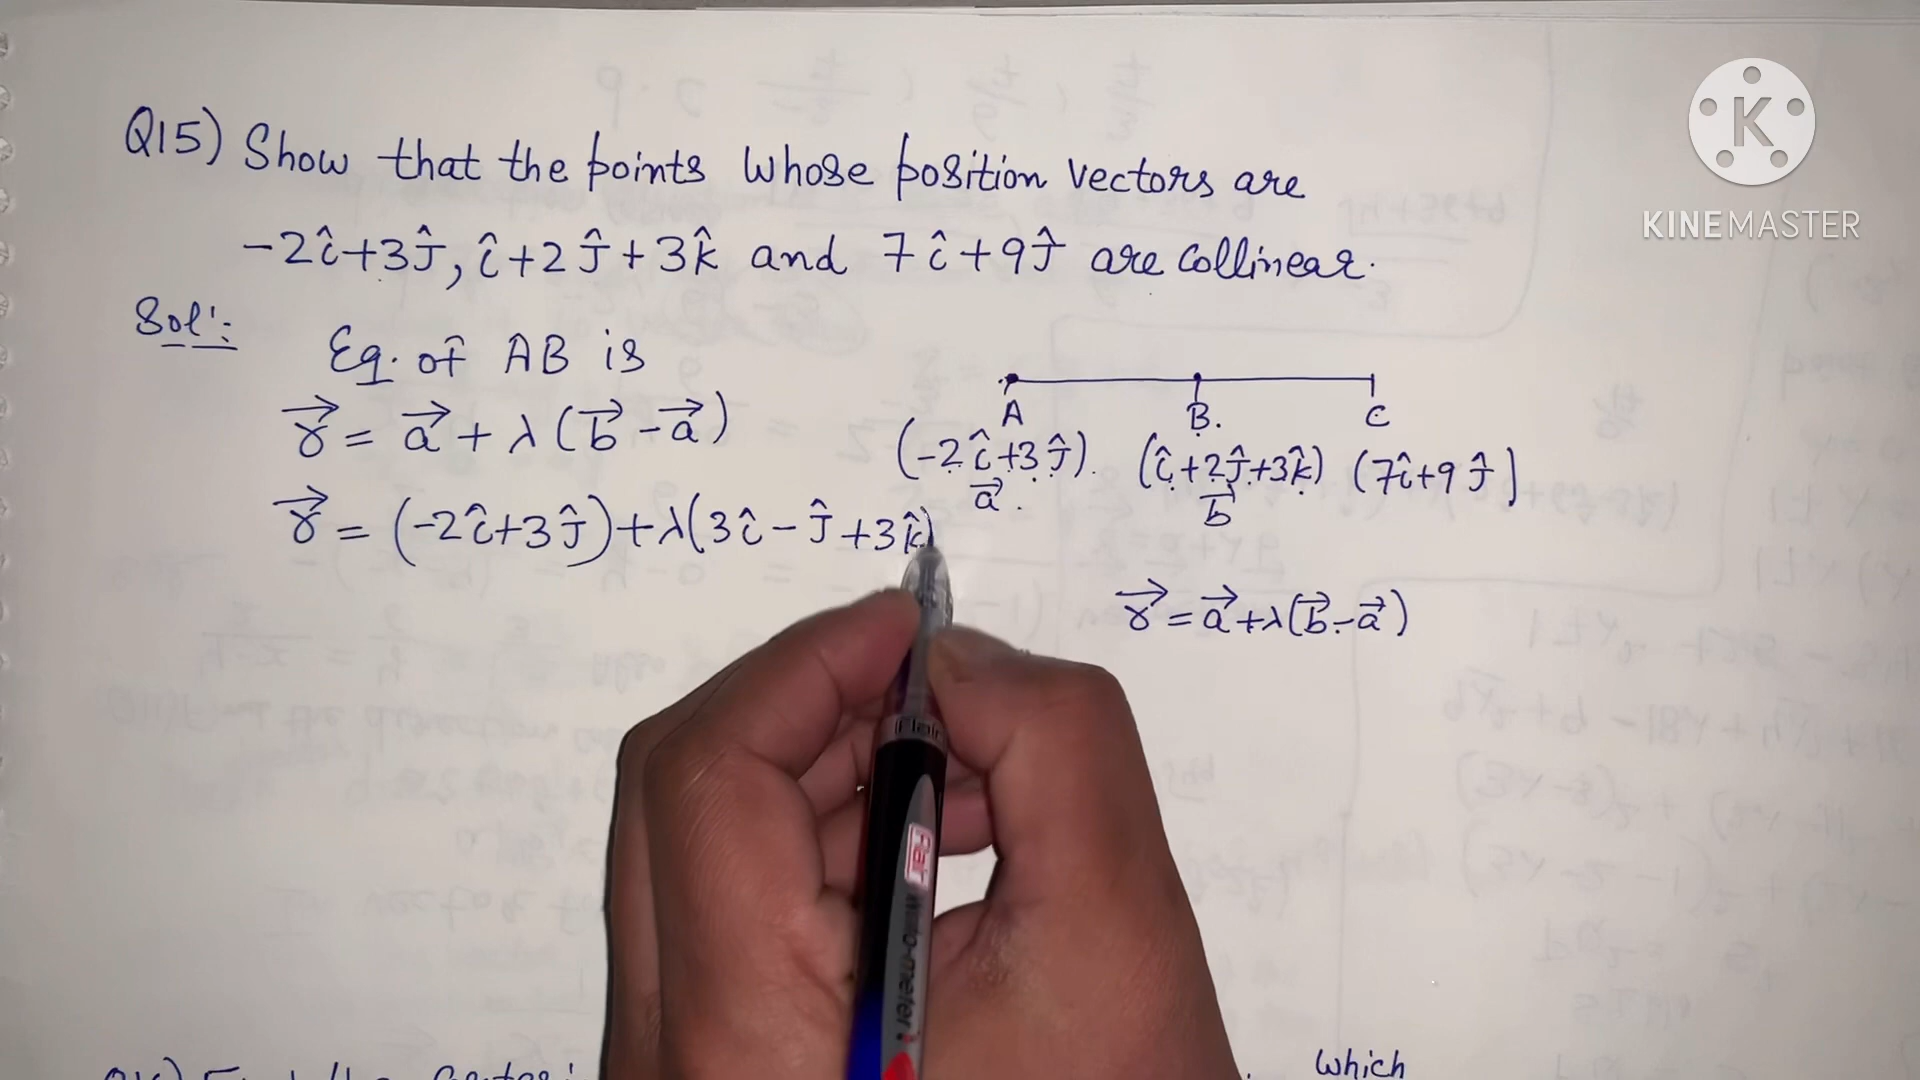 Q15) Show that the points whose position vectors are
-2î+3ĵ, î+2ĵ+3k̂ and 7î+9ĵ are collinear.
Sol':
Eq. of AB is
r⃗ = a⃗ + λ(b⃗ - a⃗)
r⃗ = (-2î+3ĵ)+λ(3î-ĵ+3k̂)
A B. C
(-2î+3ĵ). (î+2ĵ+3k̂) (7î+9ĵ)
a⃗. b⃗
r⃗ = a⃗+λ(b⃗-a⃗)
which
K
KINEMASTER
Flair